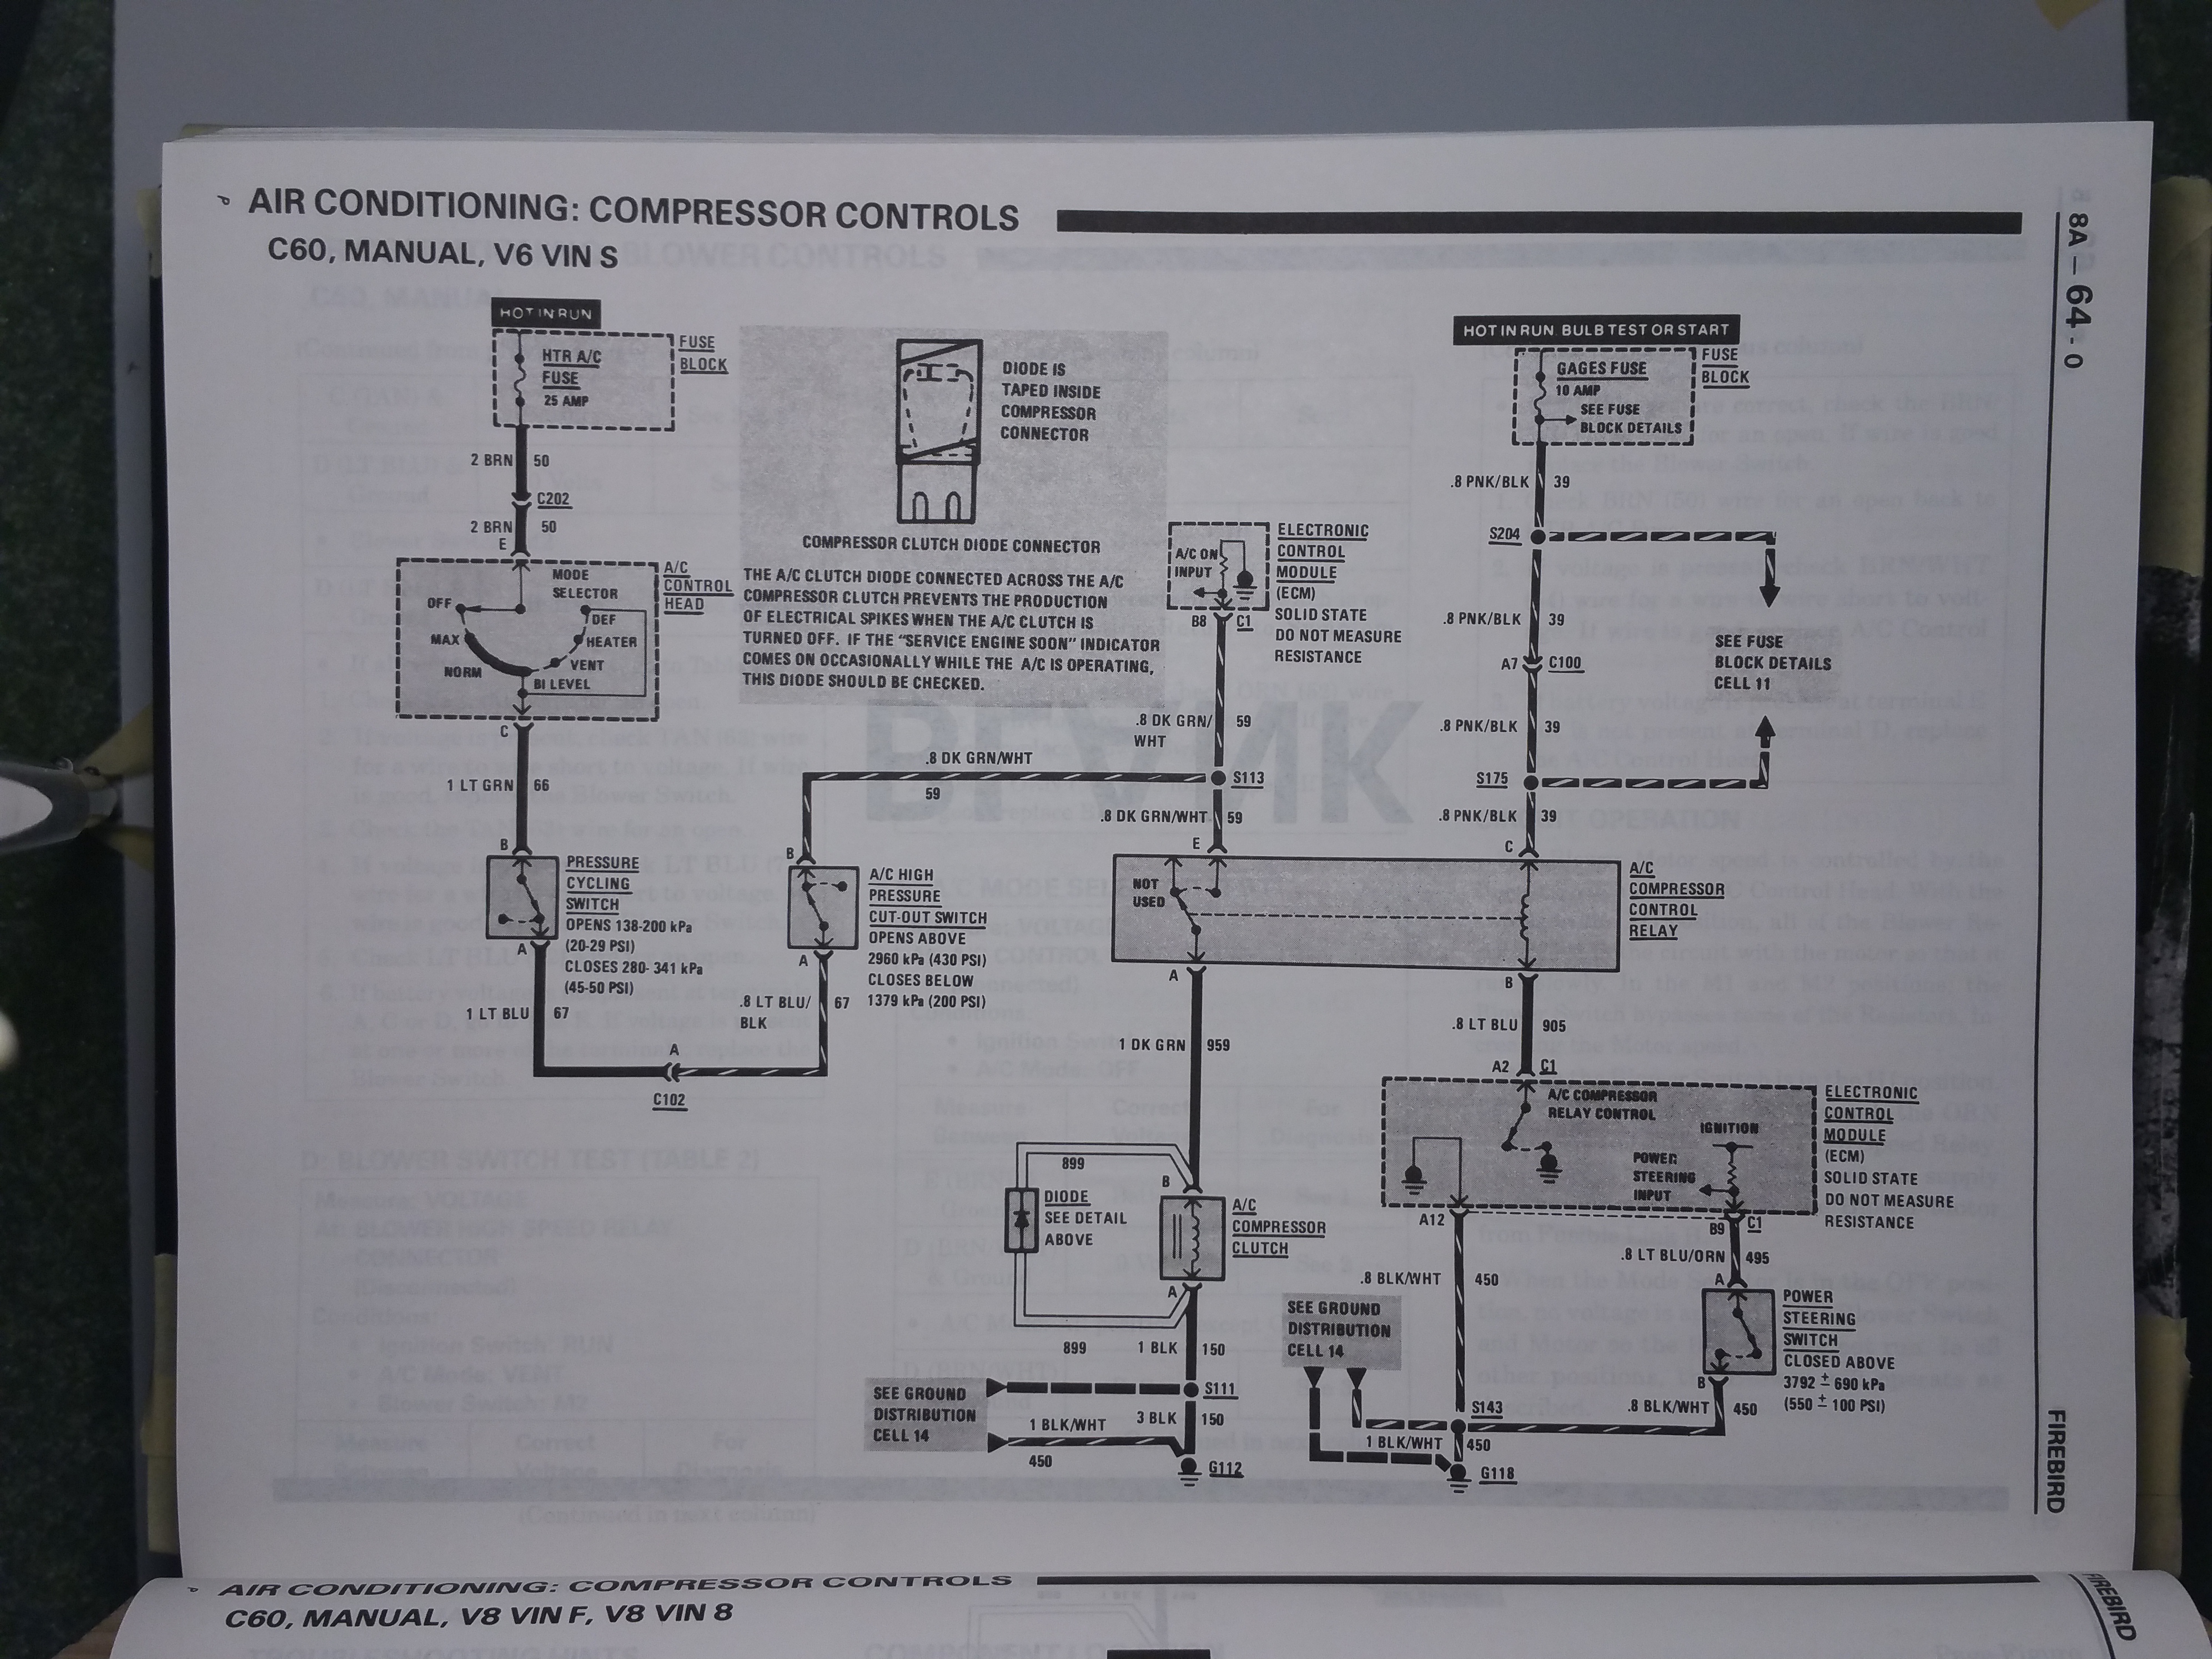 AIR CONDITIONING: COMPRESSOR CONTROLS
C60, MANUAL, V6 VIN S
8A – 64 - 0
HOT IN RUN
HTR A/C
FUSE
25 AMP
FUSE
BLOCK
2 BRN 50
C202
2 BRN 50
E
MODE
SELECTOR
OFF
MAX
NORM
BI LEVEL
VENT
HEATER
DEF
A/C
CONTROL
HEAD
C
1 LT GRN 66
B
PRESSURE
CYCLING
SWITCH
OPENS 138-200 kPa
(20-29 PSI)
CLOSES 280- 341 kPa
(45-50 PSI)
A
1 LT BLU 67
A
C102
DIODE IS
TAPED INSIDE
COMPRESSOR
CONNECTOR
COMPRESSOR CLUTCH DIODE CONNECTOR
THE A/C CLUTCH DIODE CONNECTED ACROSS THE A/C
COMPRESSOR CLUTCH PREVENTS THE PRODUCTION
OF ELECTRICAL SPIKES WHEN THE A/C CLUTCH IS
TURNED OFF. IF THE "SERVICE ENGINE SOON" INDICATOR
COMES ON OCCASIONALLY WHILE THE A/C IS OPERATING,
THIS DIODE SHOULD BE CHECKED.
.8 DK GRN/WHT
59
B
A/C HIGH
PRESSURE
CUT-OUT SWITCH
OPENS ABOVE
2960 kPa (430 PSI)
CLOSES BELOW
1379 kPa (200 PSI)
A
.8 LT BLU/
BLK
67
A/C ON
INPUT
ELECTRONIC
CONTROL
MODULE
(ECM)
SOLID STATE
DO NOT MEASURE
RESISTANCE
B8 C1
.8 DK GRN/
WHT
59
S113
.8 DK GRN/WHT 59
E
NOT
USED
A
1 DK GRN 959
899
B
DIODE
SEE DETAIL
ABOVE
A/C
COMPRESSOR
CLUTCH
A
899
1 BLK 150
S111
SEE GROUND
DISTRIBUTION
CELL 14
3 BLK 150
1 BLK/WHT
450
G112
HOT IN RUN BULB TEST OR START
GAGES FUSE
10 AMP
SEE FUSE
BLOCK DETAILS
FUSE
BLOCK
.8 PNK/BLK 39
S204
.8 PNK/BLK 39
SEE FUSE
BLOCK DETAILS
CELL 11
A7 C100
.8 PNK/BLK 39
S175
.8 PNK/BLK 39
C
A/C
COMPRESSOR
CONTROL
RELAY
B
.8 LT BLU 905
A2 C1
A/C COMPRESSOR
RELAY CONTROL
IGNITION
POWER
STEERING
INPUT
ELECTRONIC
CONTROL
MODULE
(ECM)
SOLID STATE
DO NOT MEASURE
RESISTANCE
A12
B9 C1
.8 LT BLU/ORN 495
.8 BLK/WHT 450
A
POWER
STEERING
SWITCH
CLOSED ABOVE
3792 ± 690 kPa
(550 ± 100 PSI)
B
.8 BLK/WHT 450
SEE GROUND
DISTRIBUTION
CELL 14
S143
1 BLK/WHT 450
G118
FIREBIRD
AIR CONDITIONING: COMPRESSOR CONTROLS
C60, MANUAL, V8 VIN F, V8 VIN 8
FIREBIRD